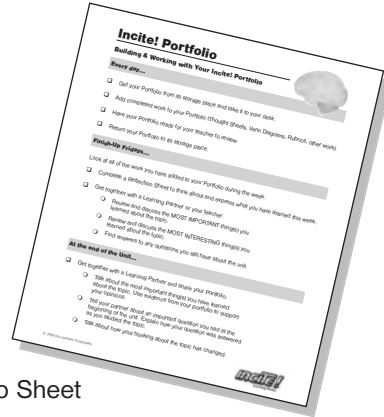 Incite! Portfolio
Building & Working with Your Incite! Portfolio
Every day...
❑ Get your Portfolio from its storage place and take it to your desk.
❑ Add completed work to your Portfolio (Thought Sheets, Venn Diagrams, Rubrics, other work).
❑ Have your Portfolio ready for your teacher to review.
❑ Return your Portfolio to its storage place.
Finish-Up Fridays...
Look at all of the work you have added to your Portfolio during the week.
❑ Complete a Reflection Sheet to think about and express what you have learned this week.
❑ Get together with a Learning Partner or your teacher.
❍ Review and discuss the MOST IMPORTANT thing(s) you
learned about the topic.
❍ Review and discuss the MOST INTERESTING thing(s) you
learned about the topic.
❍ Find answers to any questions you still have about the unit.
At the end of the Unit...
❑ Get together with a Learning Partner and share your Portfolio.
❍ Talk about the most important thing(s) you have learned
about the topic. Use evidence from your portfolio to support
your opinions.
❍ Tell your partner about an important question you had at the
beginning of the unit. Explain how your question was answered
as you studied the topic.
❍ Talk about how your thinking about the topic has changed.
INCITE!
o Sheet